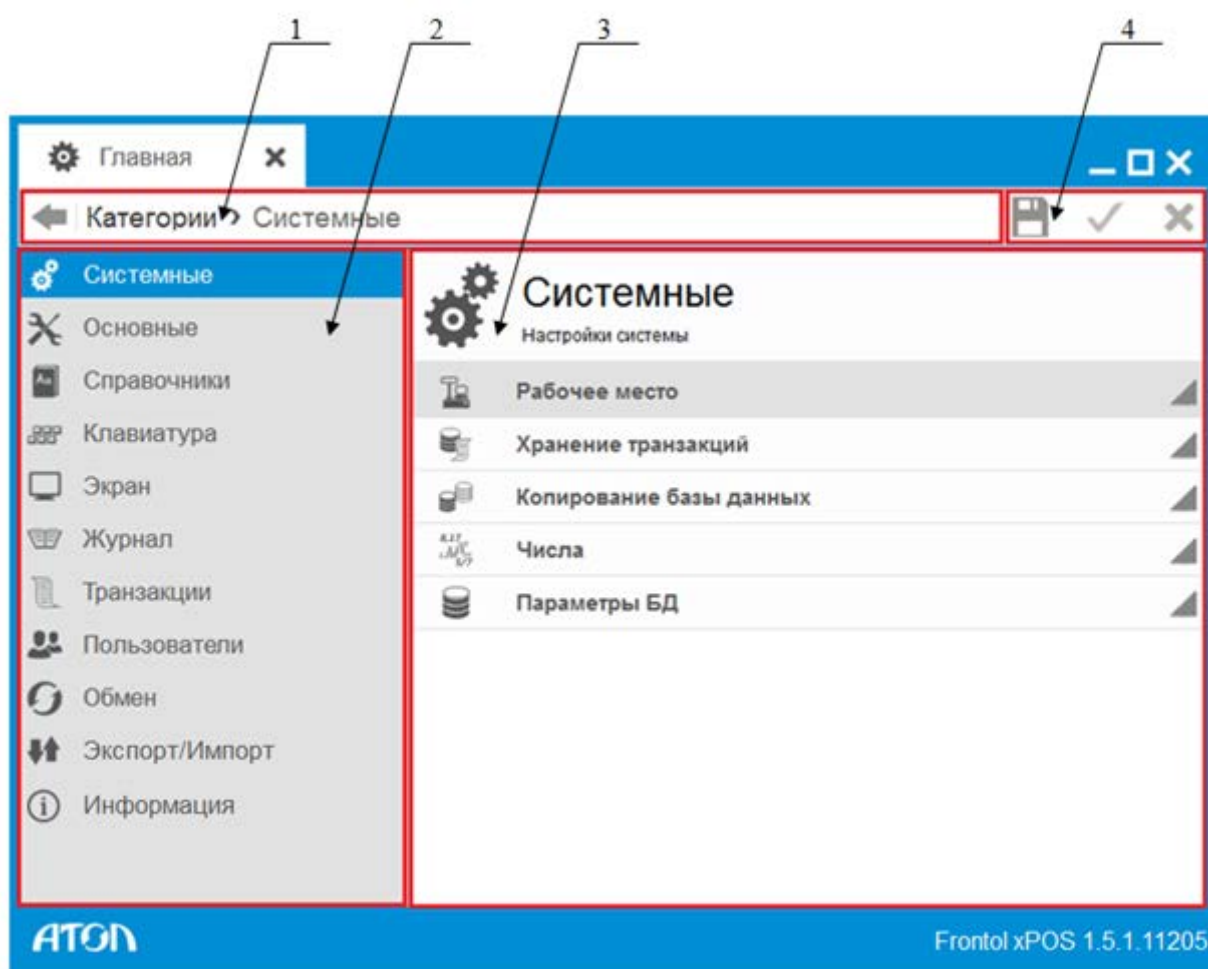 1 2 3 4
Главная
Категории Системные
Системные
Основные
Справочники
Клавиатура
Экран
Журнал
Транзакции
Пользователи
Обмен
Экспорт/Импорт
Информация
Системные
Настройки системы
Рабочее место
Хранение транзакций
Копирование базы данных
Числа
Параметры БД
ATOL
Frontol xPOS 1.5.1.11205